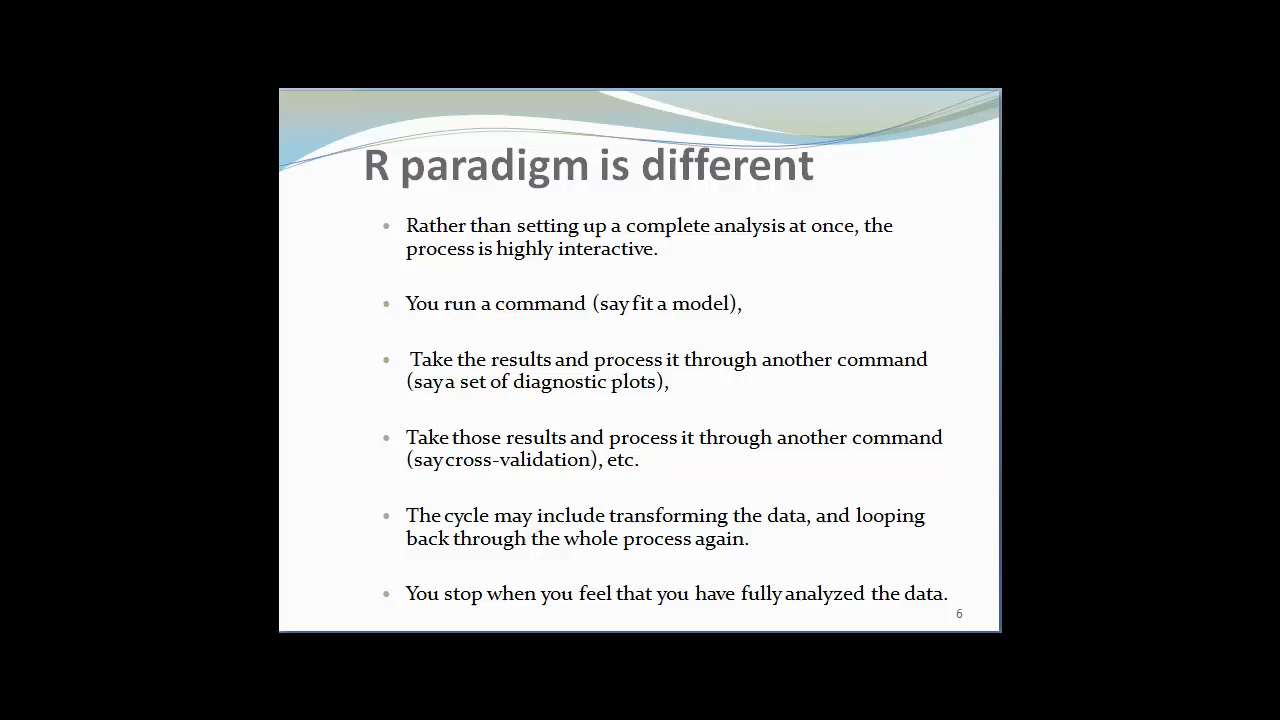 R paradigm is different
• Rather than setting up a complete analysis at once, the
process is highly interactive.
• You run a command (say fit a model),
• Take the results and process it through another command
(say a set of diagnostic plots),
• Take those results and process it through another command
(say cross-validation), etc.
• The cycle may include transforming the data, and looping
back through the whole process again.
• You stop when you feel that you have fully analyzed the data.
6